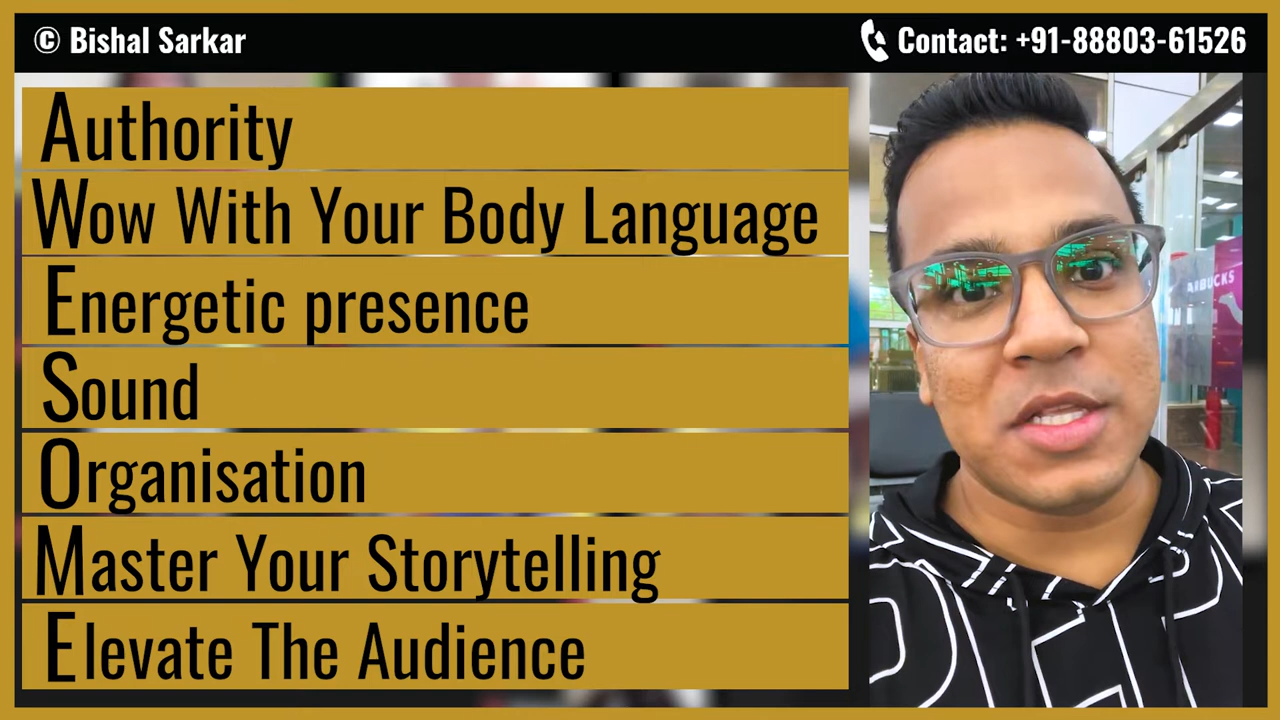 © Bishal Sarkar
Contact: +91-88803-61526
Authority
Wow With Your Body Language
Energetic presence
Sound
Organisation
Master Your Storytelling
Elevate The Audience